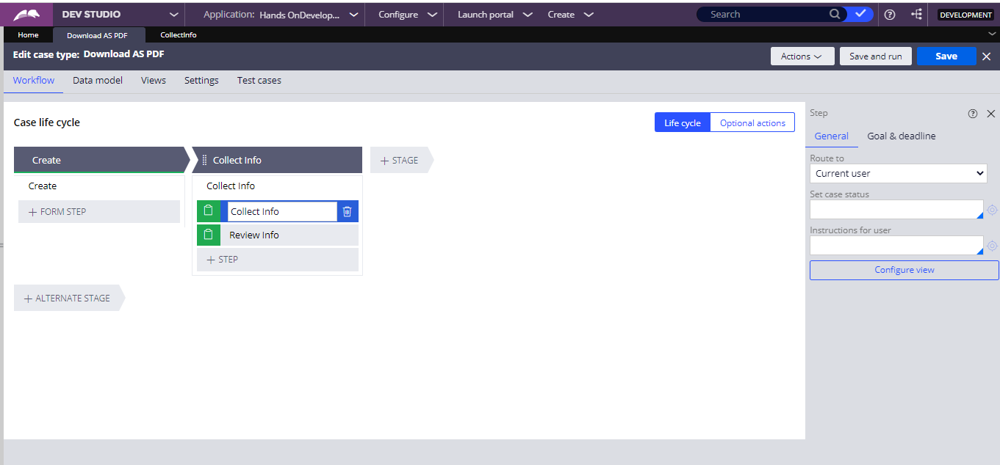 DEV STUDIO Application: Hands OnDevelop... Configure Launch portal Create Search DEVELOPMENT
Home Download AS PDF CollectInfo
Edit case type: Download AS PDF Actions Save and run Save
Workflow Data model Views Settings Test cases
Case life cycle Life cycle Optional actions
Create Collect Info + STAGE
Create Collect Info
+ FORM STEP Collect Info
Review Info
+ STEP
+ ALTERNATE STAGE
Step
General Goal & deadline
Route to
Current user
Set case status
Instructions for user
Configure view